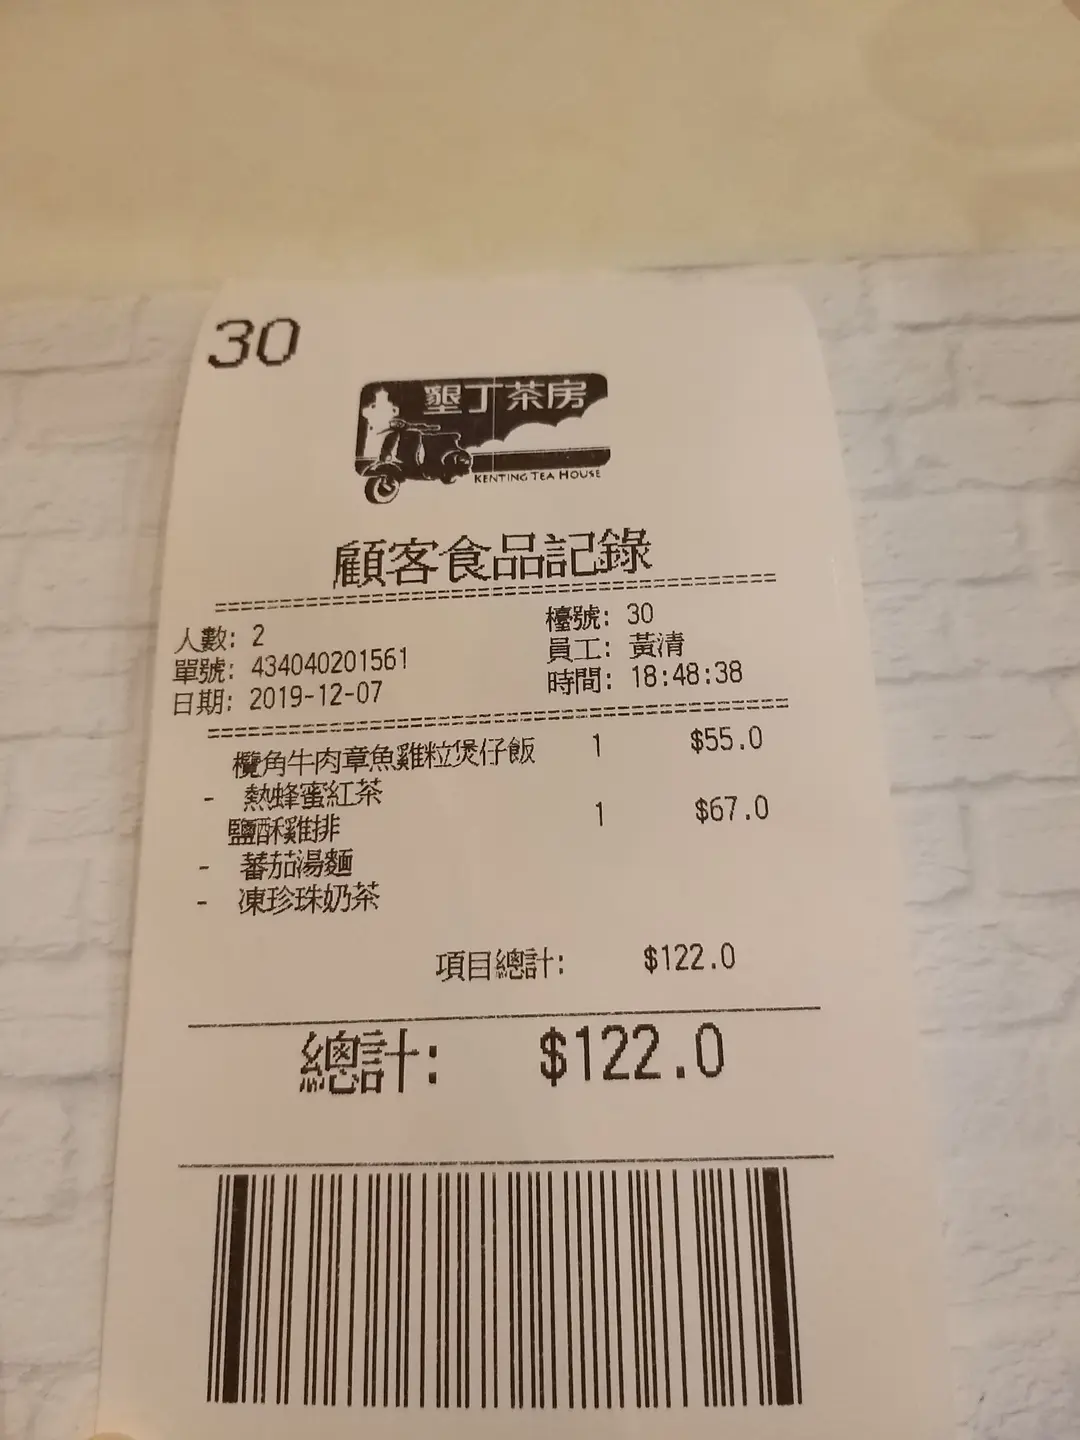 30
墾丁茶房
KENTING TEA HOUSE
顧客食品記錄
人數: 2
檯號: 30
單號: 434040201561
員工: 黃清
日期: 2019-12-07
時間: 18:48:38
欖角牛肉章魚雞粒煲仔飯 1 $55.0
- 熱蜂蜜紅茶
鹽酥雞排 1 $67.0
- 蕃茄湯麵
- 凍珍珠奶茶
項目總計: $122.0
總計: $122.0